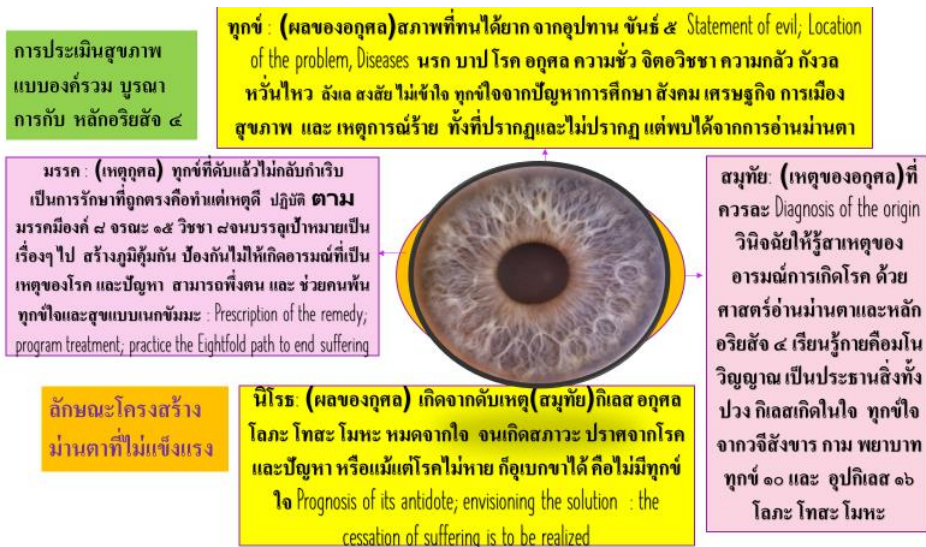 การประเมินสุขภาพ
แบบองค์รวม บูรณา
การกับ หลักอริยสัจ ๔
ทุกข์ : (ผลของอกุศล)สภาพที่ทนได้ยาก จากอุปทาน ขันธ์ ๕ Statement of evil; Location
of the problem, Diseases นรก บาป โรค อกุศล ความชั่ว จิตอวิชชา ความกลัว กังวล
หวั่นไหว ลังเล สงสัย ไม่เข้าใจ ทุกข์ใจจากปัญหาการศึกษา สังคม เศรษฐกิจ การเมือง
สุขภาพ และ เหตุการณ์ร้าย ทั้งที่ปรากฏและไม่ปรากฏ แต่พบได้จากการอ่านม่านตา
มรรค : (เหตุกุศล) ทุกข์ที่ดับแล้วไม่กลับกำเริบ
เป็นการรักษาที่ถูกตรงคือทำแต่เหตุดี ปฏิบัติ ตาม
มรรคมีองค์ ๘ จรณะ ๑๕ วิชชา ๘จนบรรลุเป้าหมายเป็น
เรื่องๆ ไป สร้างภูมิคุ้มกัน ป้องกันไม่ให้เกิดอารมณ์ที่เป็น
เหตุของโรค และปัญหา สามารถพึ่งตน และ ช่วยคนพ้น
ทุกข์ใจและสุขแบบเนกขัมมะ : Prescription of the remedy;
program treatment; practice the Eightfold path to end suffering
สมุทัย: (เหตุของอกุศล)ที่
ควรละ Diagnosis of the origin
วินิจฉัยให้รู้สาเหตุของ
อารมณ์การเกิดโรค ด้วย
ศาสตร์อ่านม่านตาและหลัก
อริยสัจ ๔ เรียนรู้กายคือมโน
วิญญาณ เป็นประธานสิ่งทั้ง
ปวง กิเลสเกิดในใจ ทุกข์ใจ
จากวจีสังขาร กาม พยาบาท
ทุกข์ ๑๐ และ อุปกิเลส ๑๖
โลภะ โทสะ โมหะ
ลักษณะโครงสร้าง
ม่านตาที่ไม่แข็งแรง
นิโรธ: (ผลของกุศล) เกิดจากดับเหตุ(สมุทัย)กิเลส อกุศล
โลภะ โทสะ โมหะ หมดจากใจ จนเกิดสภาวะ ปราศจากโรค
และปัญหา หรือแม้แต่โรคไม่หาย ก็อุเบกขาได้ คือไม่มีทุกข์
ใจ Prognosis of its antidote; envisioning the solution : the
cessation of suffering is to be realized